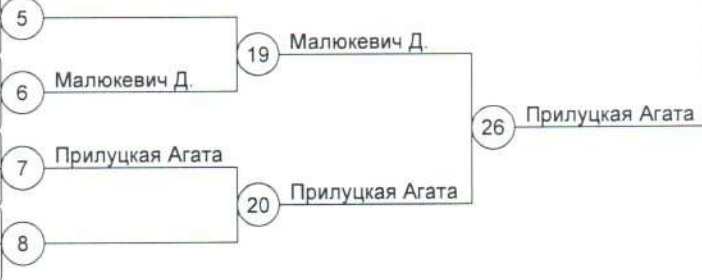 5
19 Малюкевич Д.
6 Малюкевич Д.
26 Прилуцкая Агата
7 Прилуцкая Агата
20 Прилуцкая Агата
8